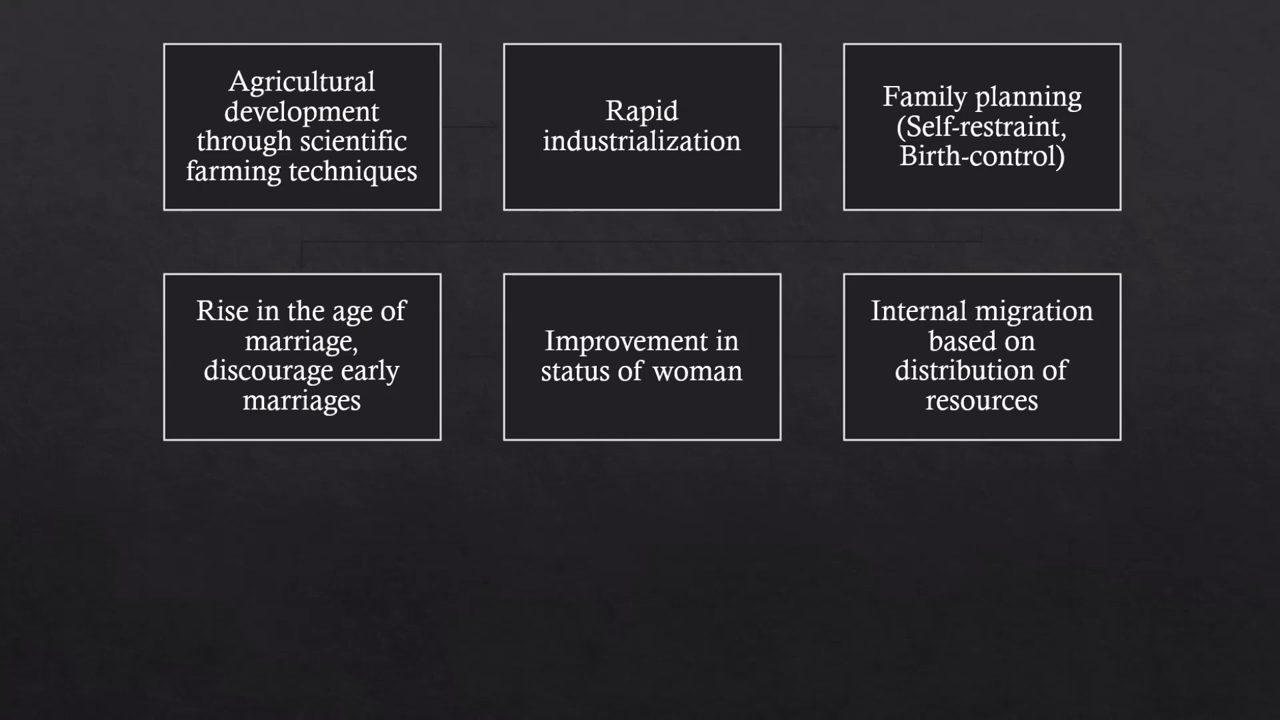 Agricultural
development
through scientific
farming techniques
Rapid
industrialization
Family planning
(Self-restraint,
Birth-control)
Rise in the age of
marriage,
discourage early
marriages
Improvement in
status of woman
Internal migration
based on
distribution of
resources